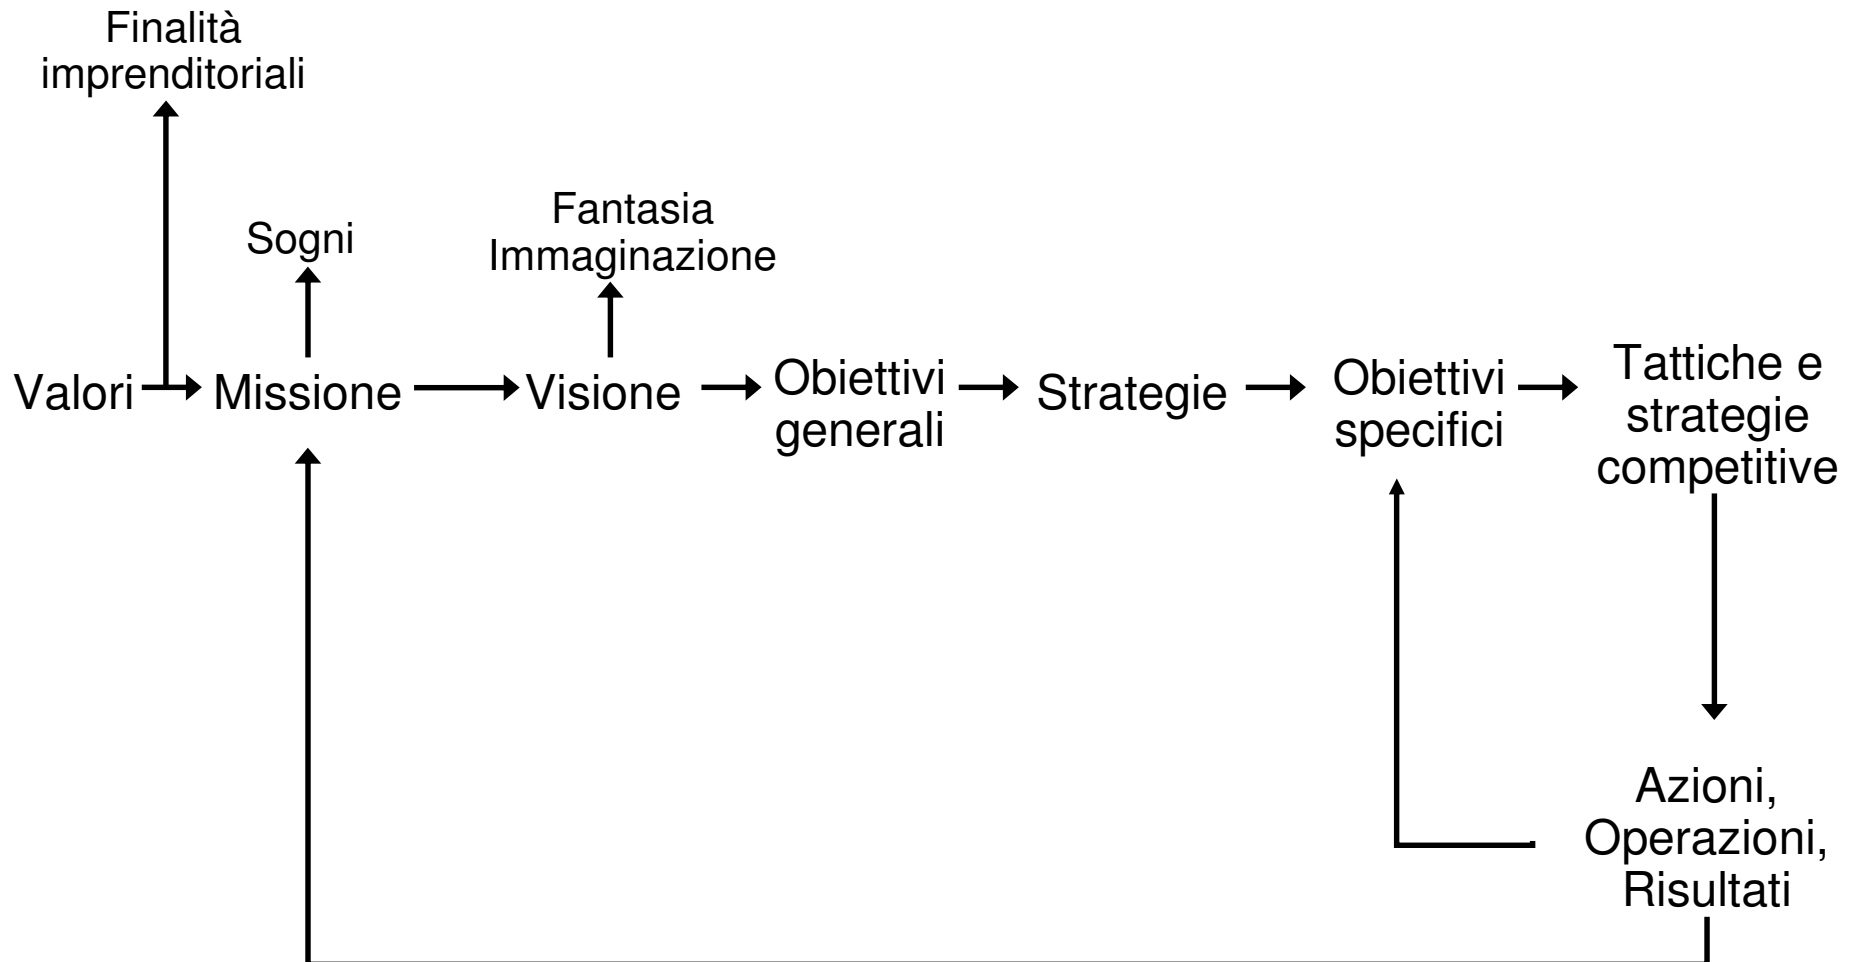 Finalità
imprenditoriali
Sogni
Fantasia
Immaginazione
Valori
Missione
Visione
Obiettivi
generali
Strategie
Obiettivi
specifici
Tattiche e
strategie
competitive
Azioni,
Operazioni,
Risultati